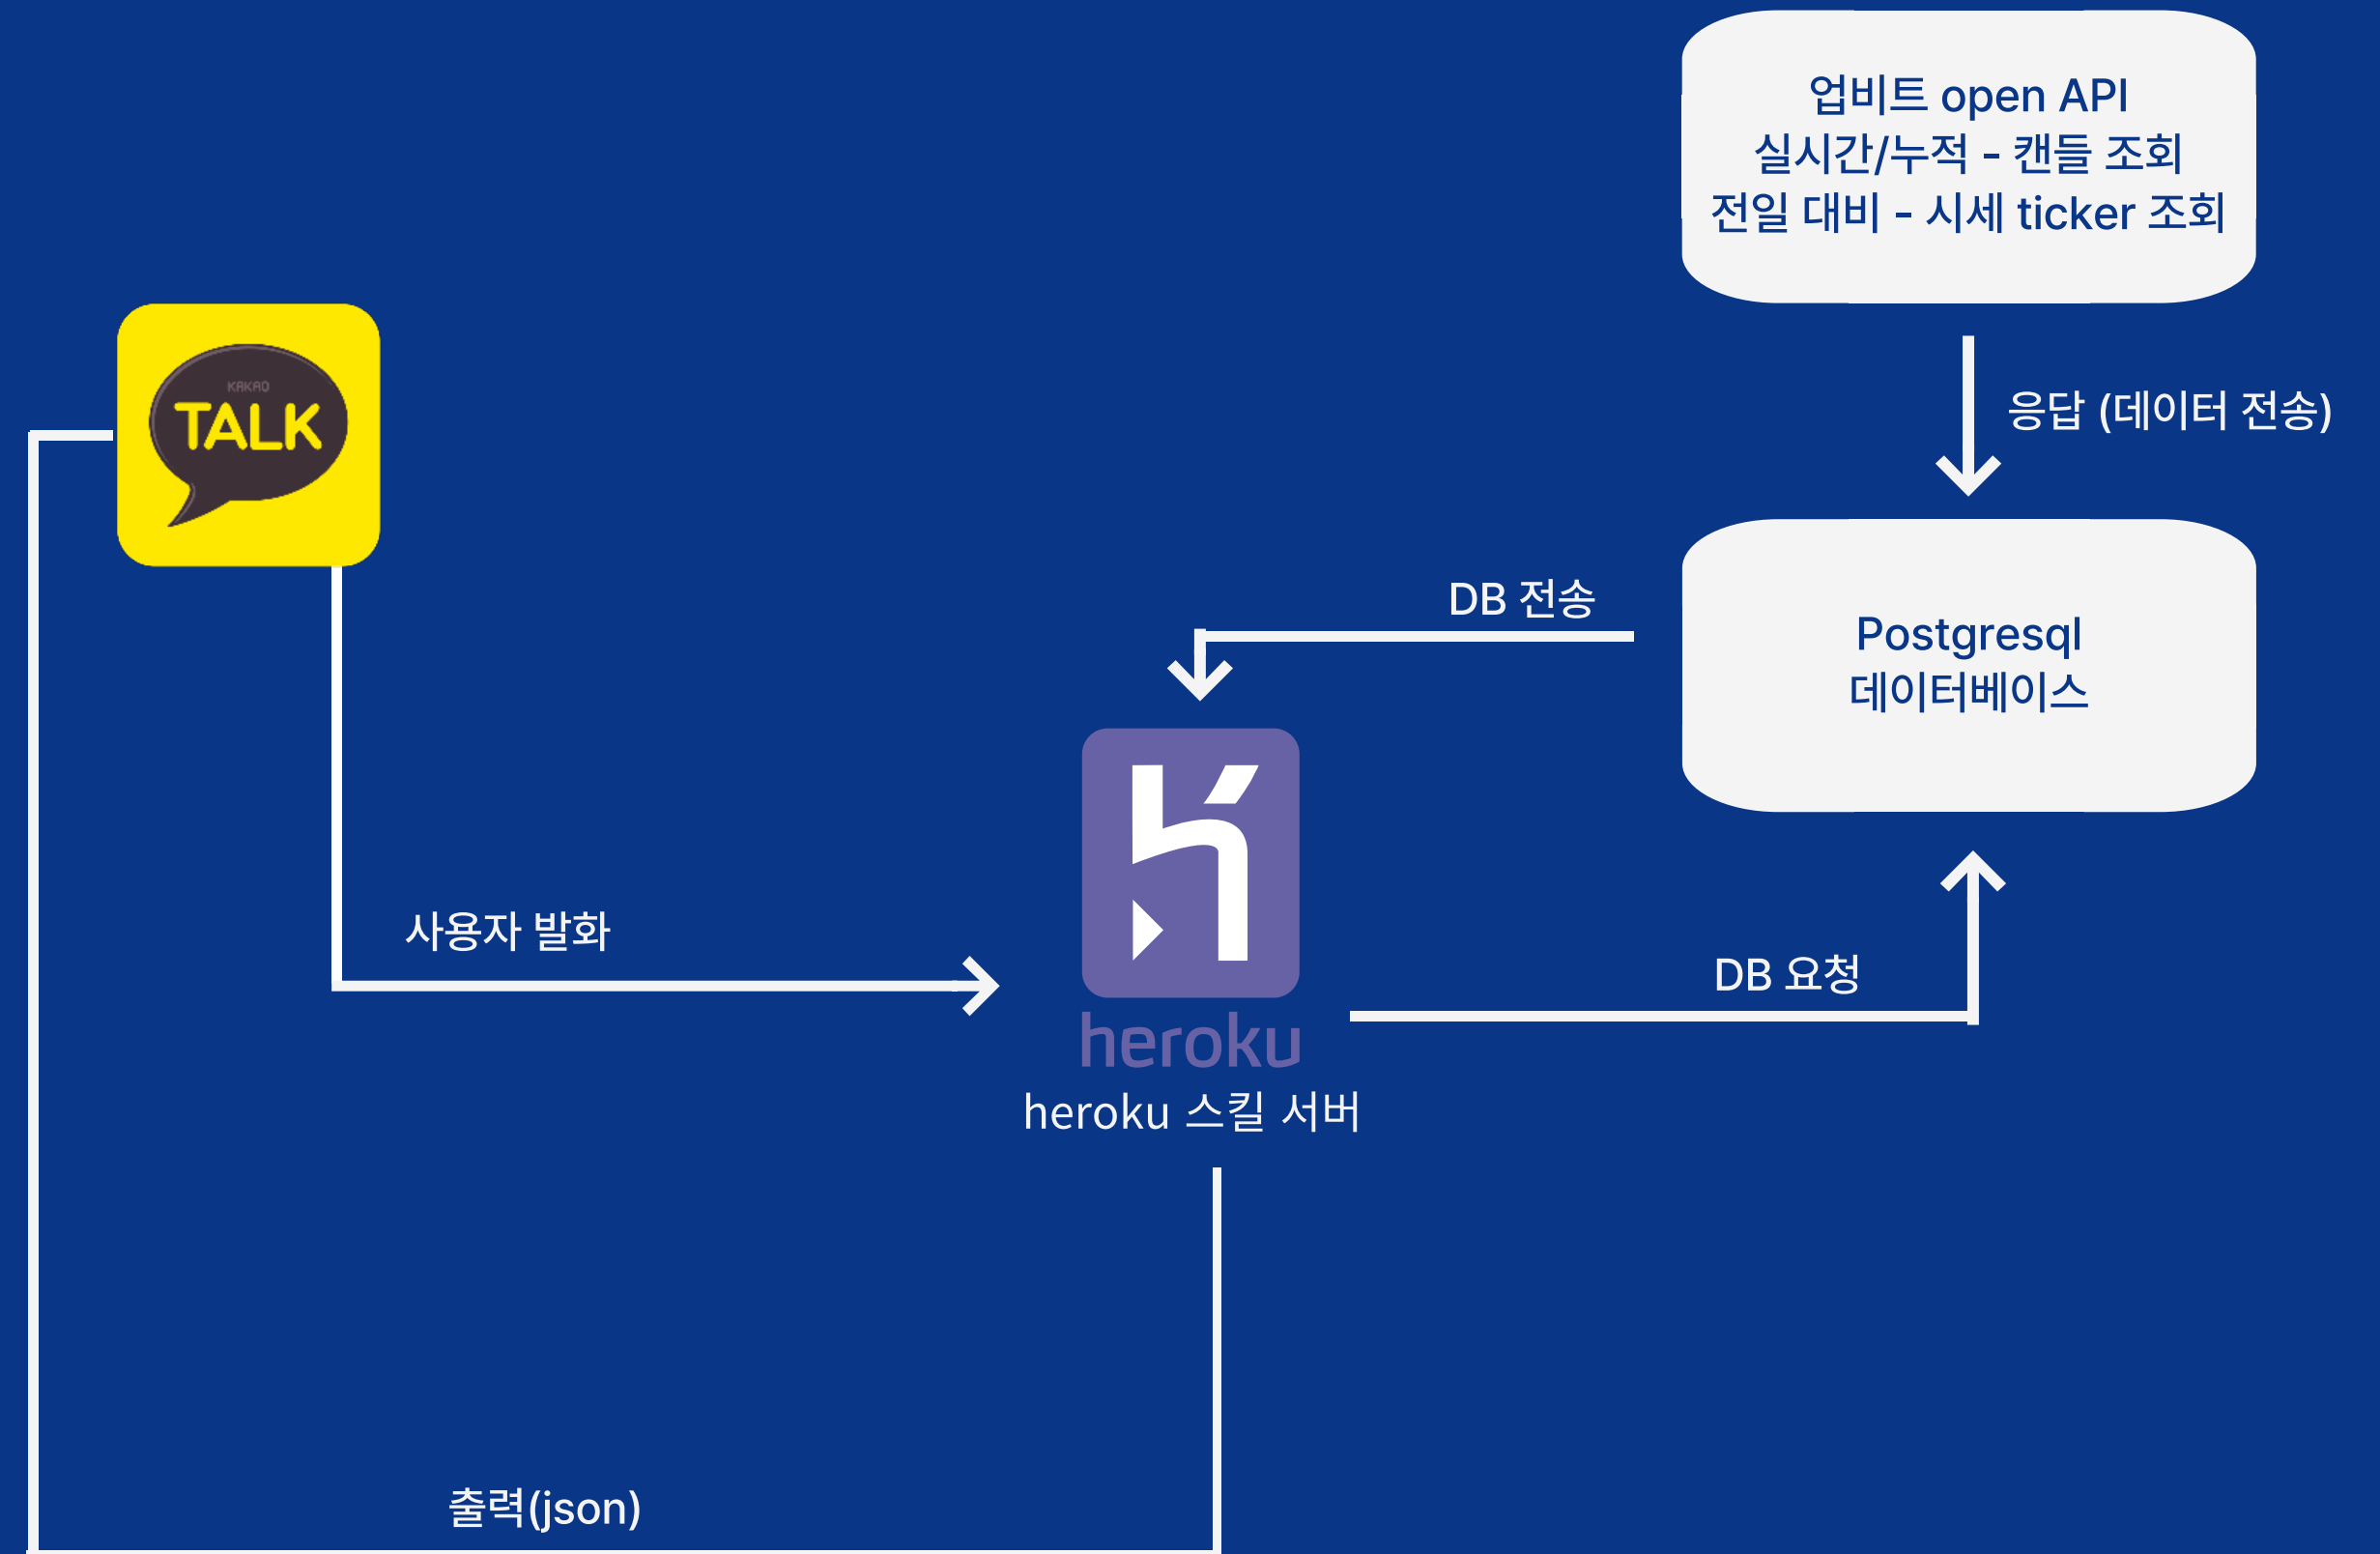 업비트 open API
실시간/누적 - 캔들 조회
전일 대비 - 시세 ticker 조회
KAKAO
TALK
응답 (데이터 전송)
DB 전송
Postgresql
데이터베이스
사용자 발화
DB 요청
heroku
heroku 스킬 서버
출력(json)